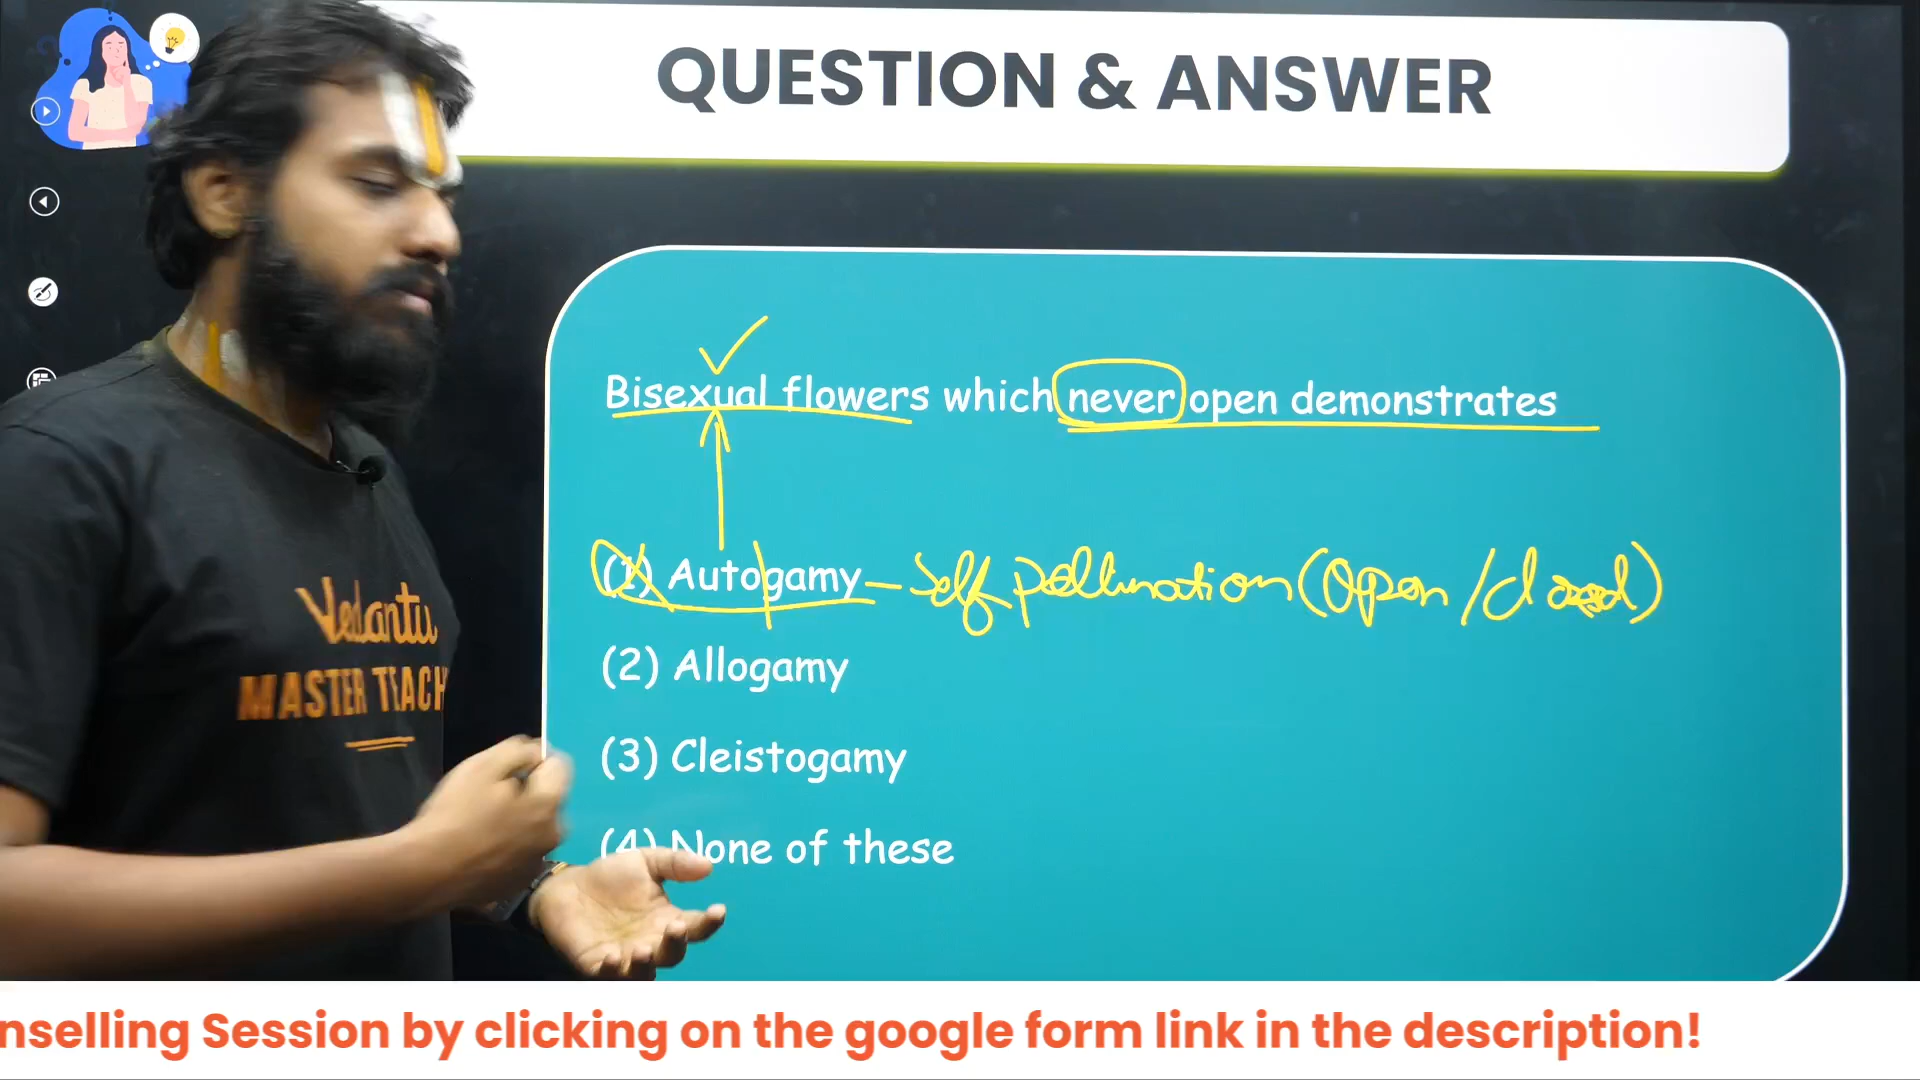 QUESTION & ANSWER
Bisexual flowers which never open demonstrates
(1) Autogamy – Self pollination (Open / closed)
(2) Allogamy
(3) Cleistogamy
(4) None of these
Vedantu
MASTER TEACH
nselling Session by clicking on the google form link in the description!